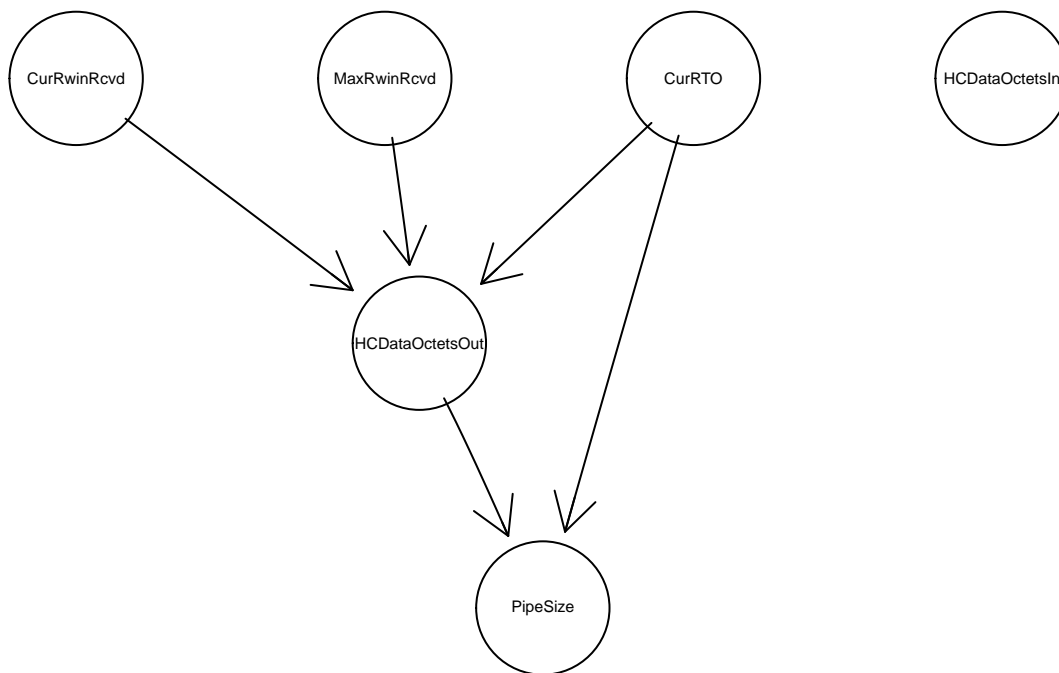 CurRwinRcvd
MaxRwinRcvd
CurRTO
HCDataOctetsIn
HCDataOctetsOut
PipeSize